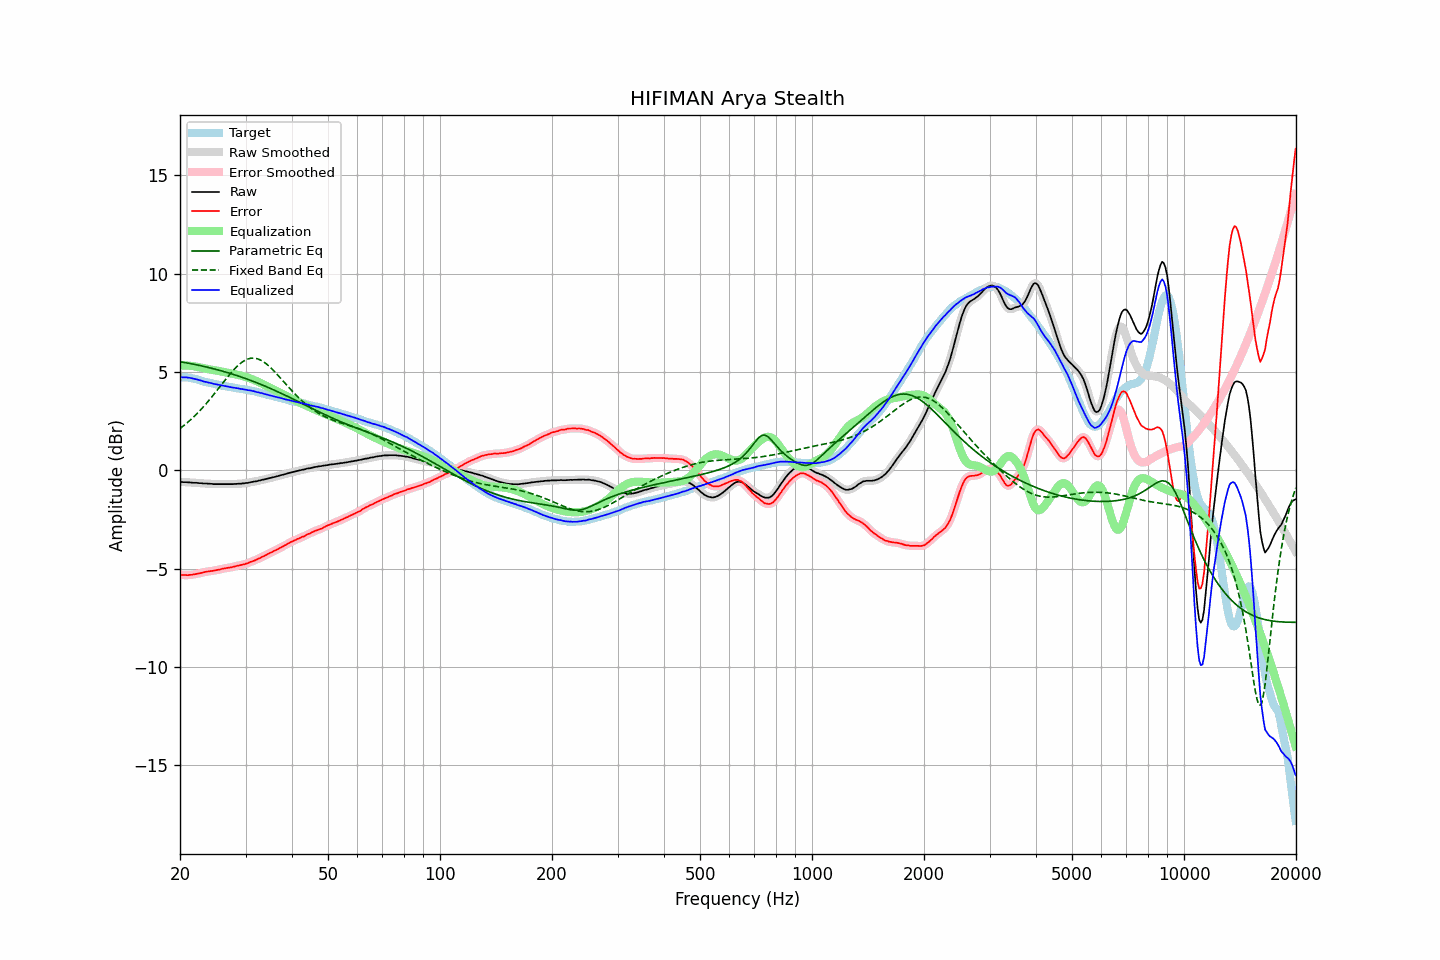 HIFIMAN Arya Stealth
Target
Raw Smoothed
Error Smoothed
Raw
Error
Equalization
Parametric Eq
Fixed Band Eq
Equalized
15
10
5
0
−5
−10
−15
Amplitude (dBr)
20 50 100 200 500 1000 2000 5000 10000 20000
Frequency (Hz)